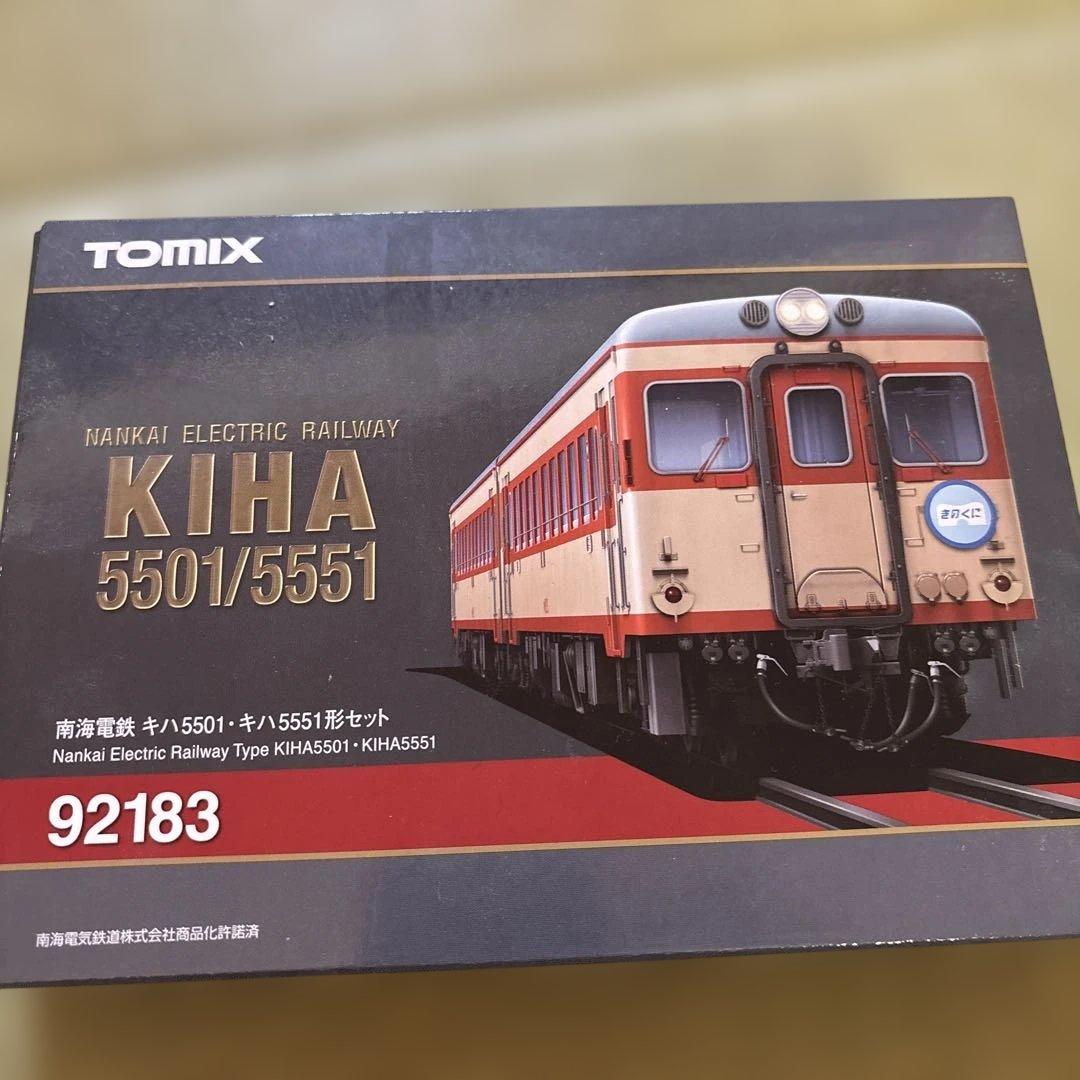 TOMIX
NANKAI ELECTRIC RAILWAY
KIHA
5501/5551
きのくに
南海電鉄 キハ5501・キハ5551形セット
Nankai Electric Railway Type KIHA5501・KIHA5551
92183
南海電気鉄道株式会社商品化許諾済